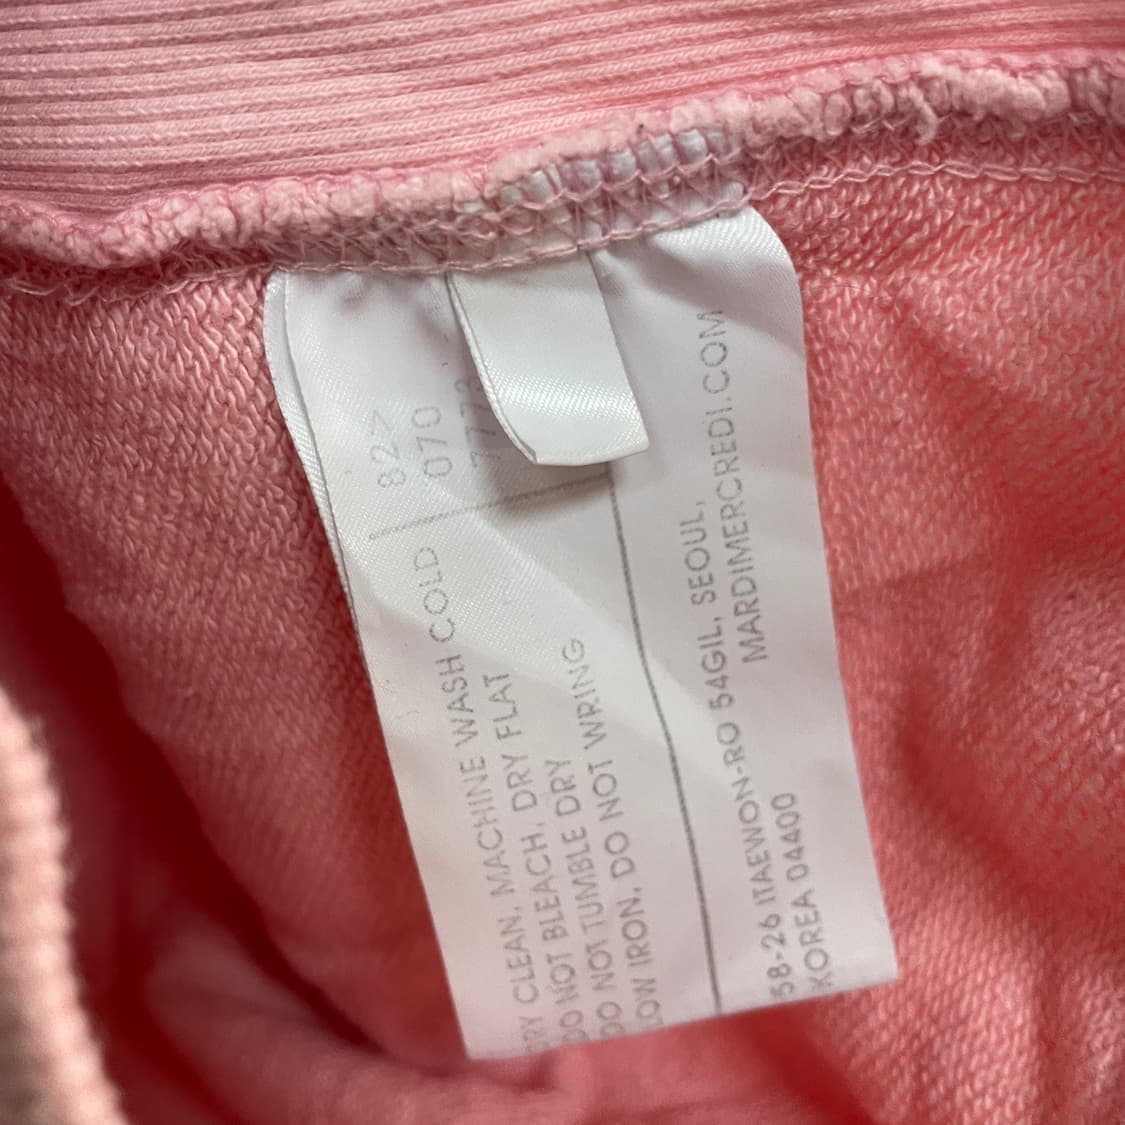 82>
070
7773
DRY CLEAN, MACHINE WASH COLD
DO NOT BLEACH, DRY FLAT
DO NOT TUMBLE DRY
LOW IRON, DO NOT WRING
58-26 ITAEWON-RO 54GIL, SEOUL,
KOREA 04400
MARDIMERCREDI.COM